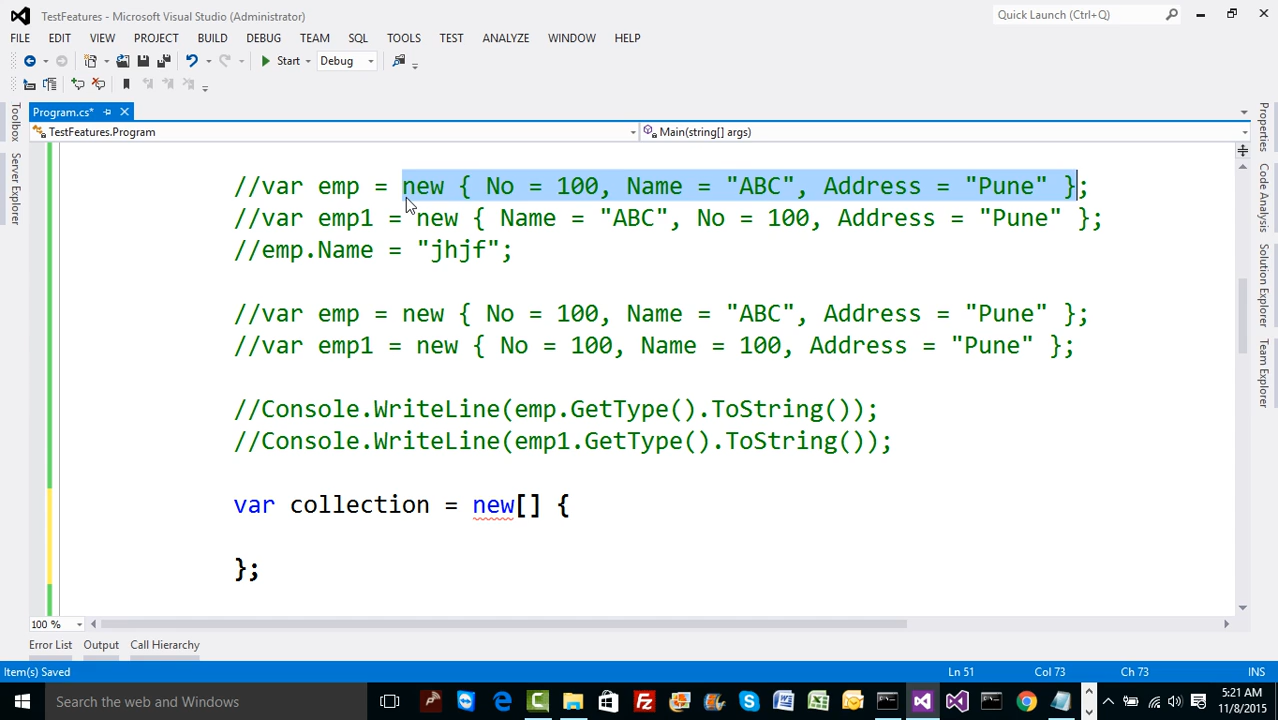 TestFeatures - Microsoft Visual Studio (Administrator)
Quick Launch (Ctrl+Q)
FILE EDIT VIEW PROJECT BUILD DEBUG TEAM SQL TOOLS TEST ANALYZE WINDOW HELP
Start Debug
Program.cs*
TestFeatures.Program Main(string[] args)
Toolbox
Server Explorer
//var emp = new { No = 100, Name = "ABC", Address = "Pune" };
//var emp1 = new { Name = "ABC", No = 100, Address = "Pune" };
//emp.Name = "jhjf";
//var emp = new { No = 100, Name = "ABC", Address = "Pune" };
//var emp1 = new { No = 100, Name = 100, Address = "Pune" };
//Console.WriteLine(emp.GetType().ToString());
//Console.WriteLine(emp1.GetType().ToString());
var collection = new[] {
};
Properties
Code Analysis
Solution Explorer
Team Explorer
100 %
Error List Output Call Hierarchy
Item(s) Saved Ln 51 Col 73 Ch 73 INS
Search the web and Windows
5:21 AM
11/8/2015